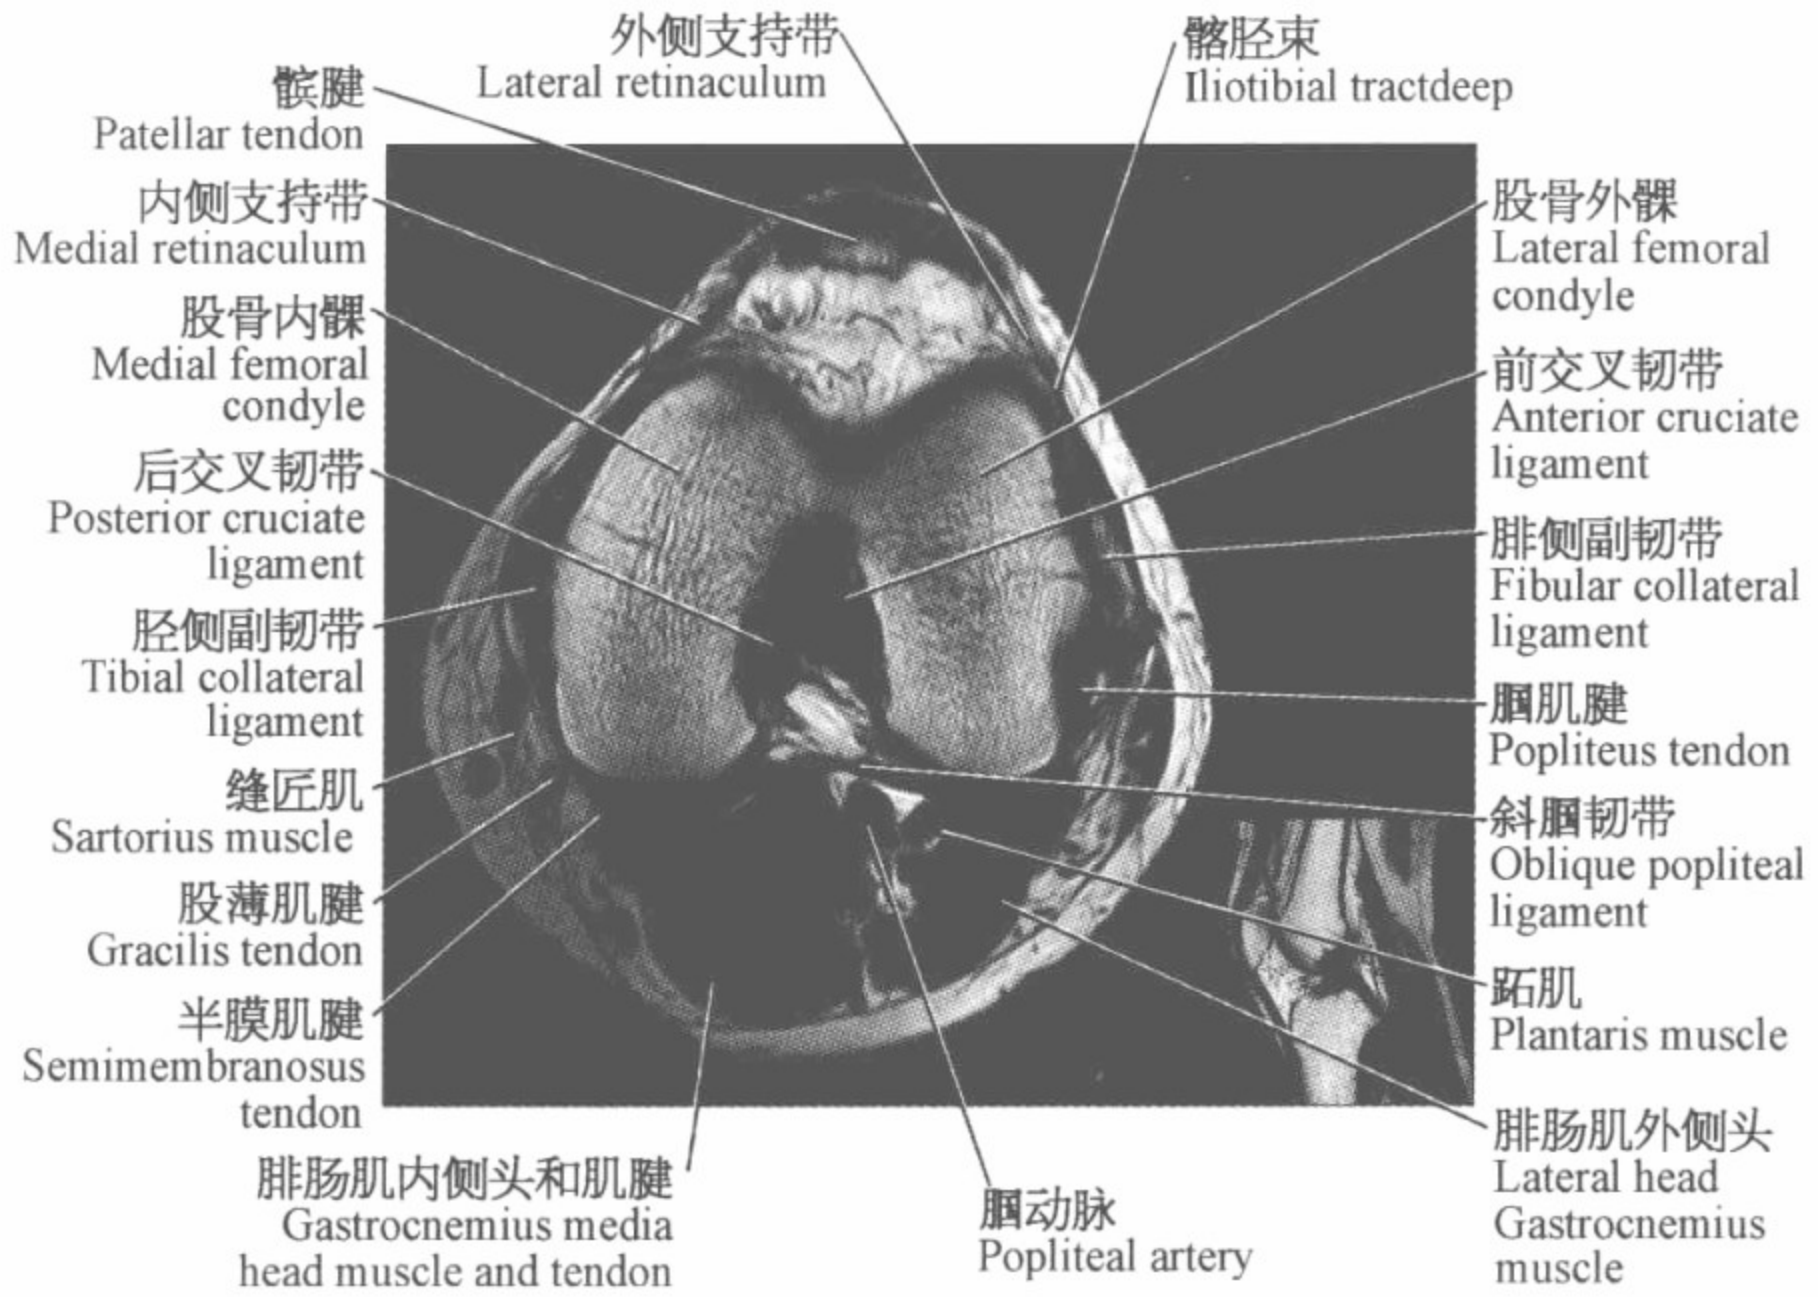 外侧支持带
Lateral retinaculum
髂胫束
Iliotibial tractdeep
髌腱
Patellar tendon
内侧支持带
Medial retinaculum
股骨内髁
Medial femoral
condyle
后交叉韧带
Posterior cruciate
ligament
胫侧副韧带
Tibial collateral
ligament
缝匠肌
Sartorius muscle
股薄肌腱
Gracilis tendon
半膜肌腱
Semimembranosus
tendon
腓肠肌内侧头和肌腱
Gastrocnemius media
head muscle and tendon
腘动脉
Popliteal artery
股骨外髁
Lateral femoral
condyle
前交叉韧带
Anterior cruciate
ligament
腓侧副韧带
Fibular collateral
ligament
腘肌腱
Popliteus tendon
斜腘韧带
Oblique popliteal
ligament
跖肌
Plantaris muscle
腓肠肌外侧头
Lateral head
Gastrocnemius
muscle